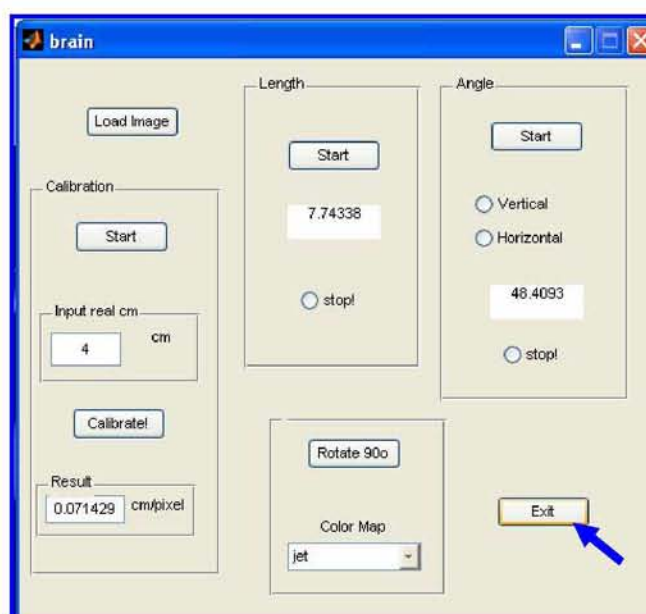 brain
Load Image
Calibration
Start
Input real cm
4
cm
Calibrate!
Result
0.071429
cm/pixel
Length
Start
7.74338
stop!
Angle
Start
Vertical
Horizontal
48.4093
stop!
Rotate 90o
Color Map
jet
Exit